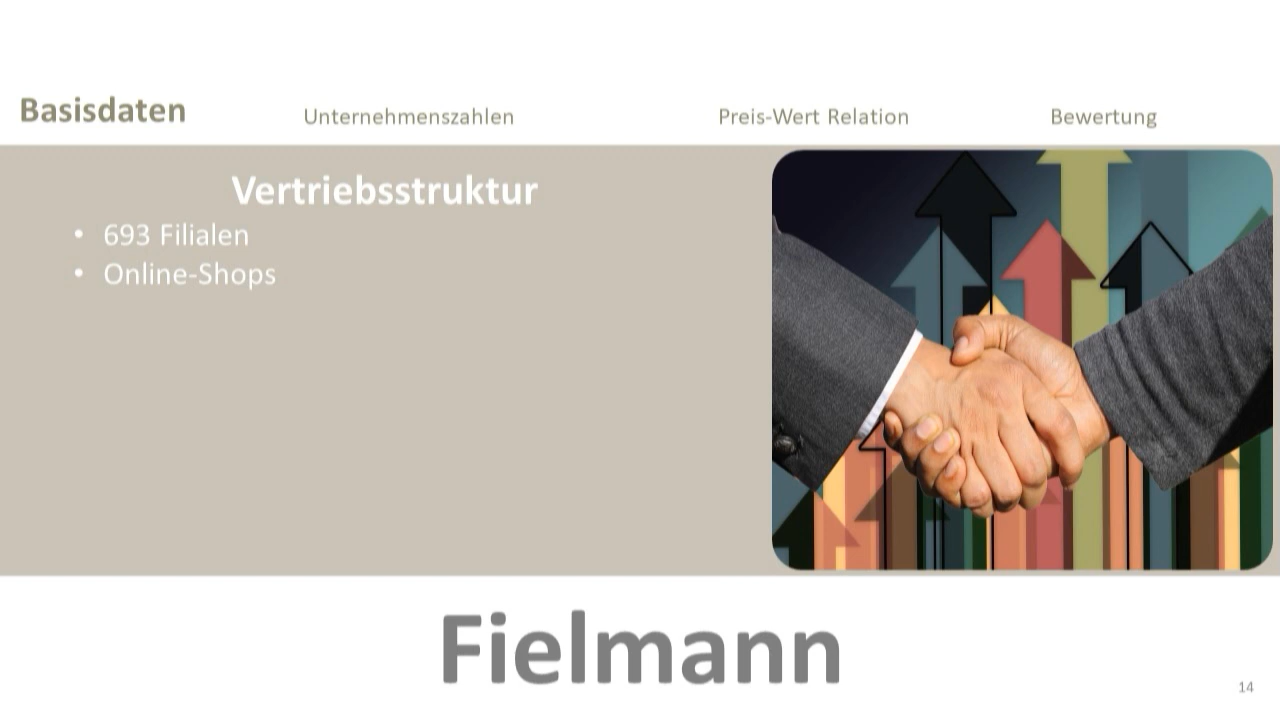 Basisdaten
Unternehmenszahlen
Preis-Wert Relation
Bewertung
Vertriebsstruktur
• 693 Filialen
• Online-Shops
Fielmann
14